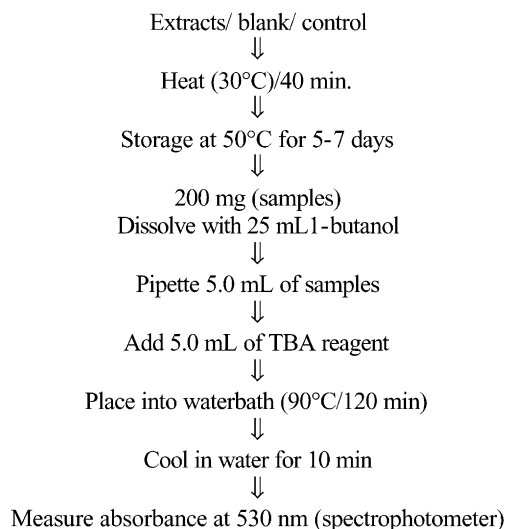 Extracts/ blank/ control
⇓
Heat (30°C)/40 min.
⇓
Storage at 50°C for 5-7 days
⇓
200 mg (samples)
Dissolve with 25 mL1-butanol
⇓
Pipette 5.0 mL of samples
⇓
Add 5.0 mL of TBA reagent
⇓
Place into waterbath (90°C/120 min)
⇓
Cool in water for 10 min
⇓
Measure absorbance at 530 nm (spectrophotometer)